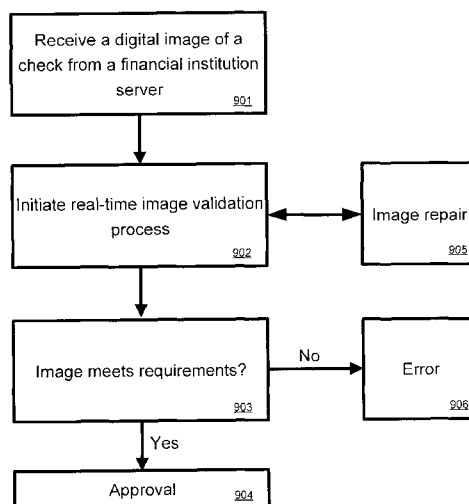 Receive a digital image of a
check from a financial institution
server
901
Initiate real-time image validation
process
902
Image repair
905
Image meets requirements?
903
No
Error
906
Yes
Approval
904